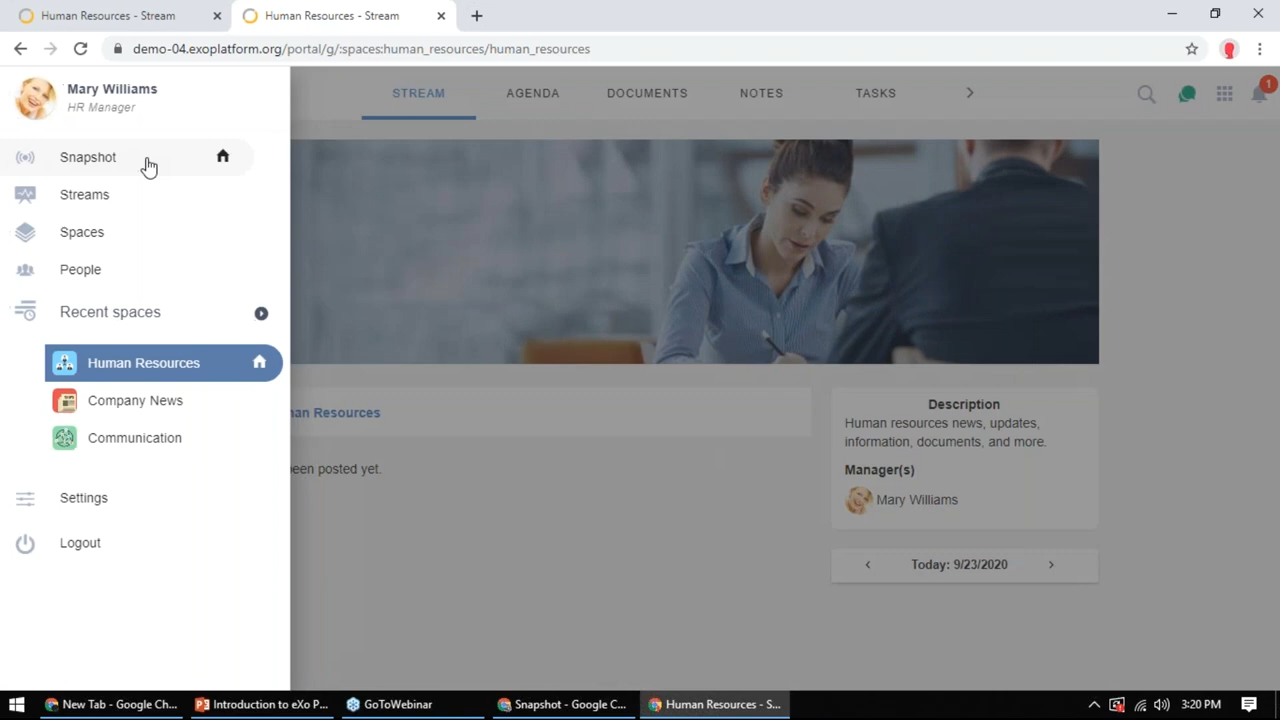 Human Resources - Stream
Human Resources - Stream
demo-04.exoplatform.org/portal/g/:spaces:human_resources/human_resources
Mary Williams
HR Manager
STREAM AGENDA DOCUMENTS NOTES TASKS
1
Snapshot
Streams
Spaces
People
Recent spaces
Human Resources
Company News
Communication
Settings
Logout
man Resources
been posted yet.
Description
Human resources news, updates,
information, documents, and more.
Manager(s)
Mary Williams
Today: 9/23/2020
New Tab - Google Ch...
Introduction to eXo P...
GoToWebinar
Snapshot - Google C...
Human Resources - S...
3:20 PM